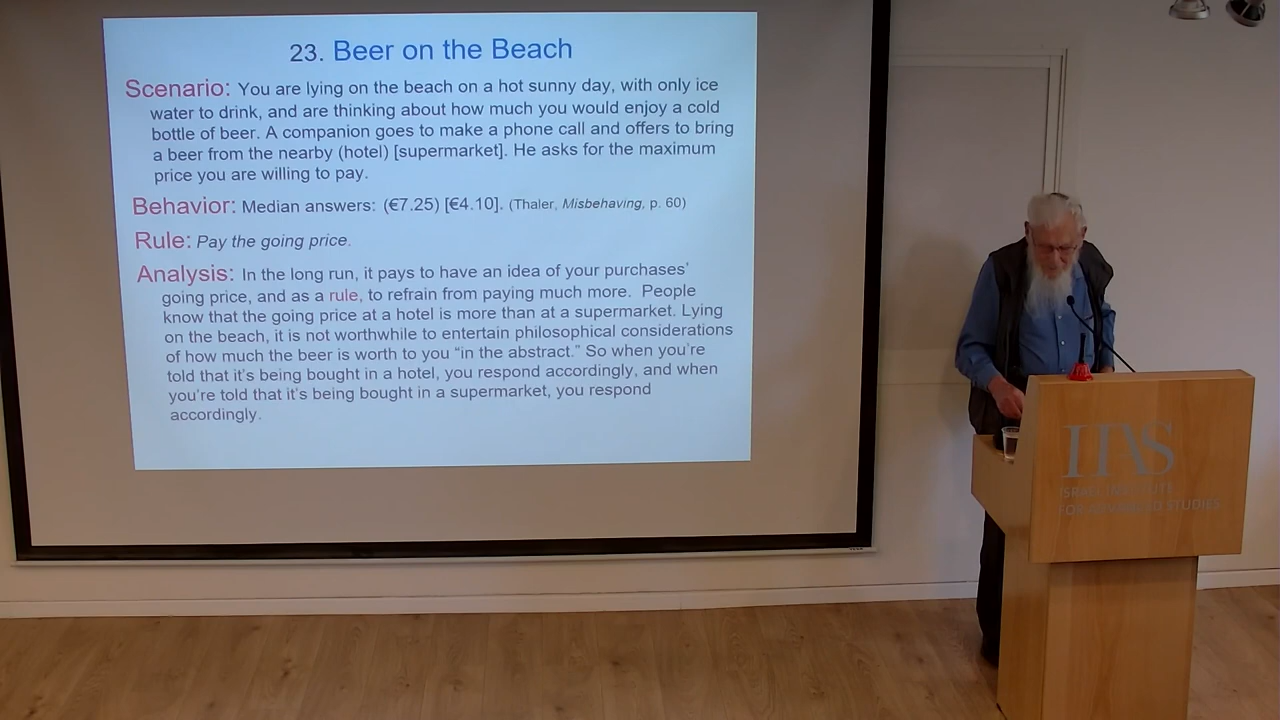 23. Beer on the Beach
Scenario: You are lying on the beach on a hot sunny day, with only ice
water to drink, and are thinking about how much you would enjoy a cold
bottle of beer. A companion goes to make a phone call and offers to bring
a beer from the nearby (hotel) [supermarket]. He asks for the maximum
price you are willing to pay.
Behavior: Median answers: (€7.25) [€4.10]. (Thaler, Misbehaving, p. 60)
Rule: Pay the going price.
Analysis: In the long run, it pays to have an idea of your purchases'
going price, and as a rule, to refrain from paying much more. People
know that the going price at a hotel is more than at a supermarket. Lying
on the beach, it is not worthwhile to entertain philosophical considerations
of how much the beer is worth to you “in the abstract.” So when you're
told that it's being bought in a hotel, you respond accordingly, and when
you're told that it's being bought in a supermarket, you respond
accordingly.
IIAS
ISRAEL INSTITUTE
FOR ADVANCED STUDIES